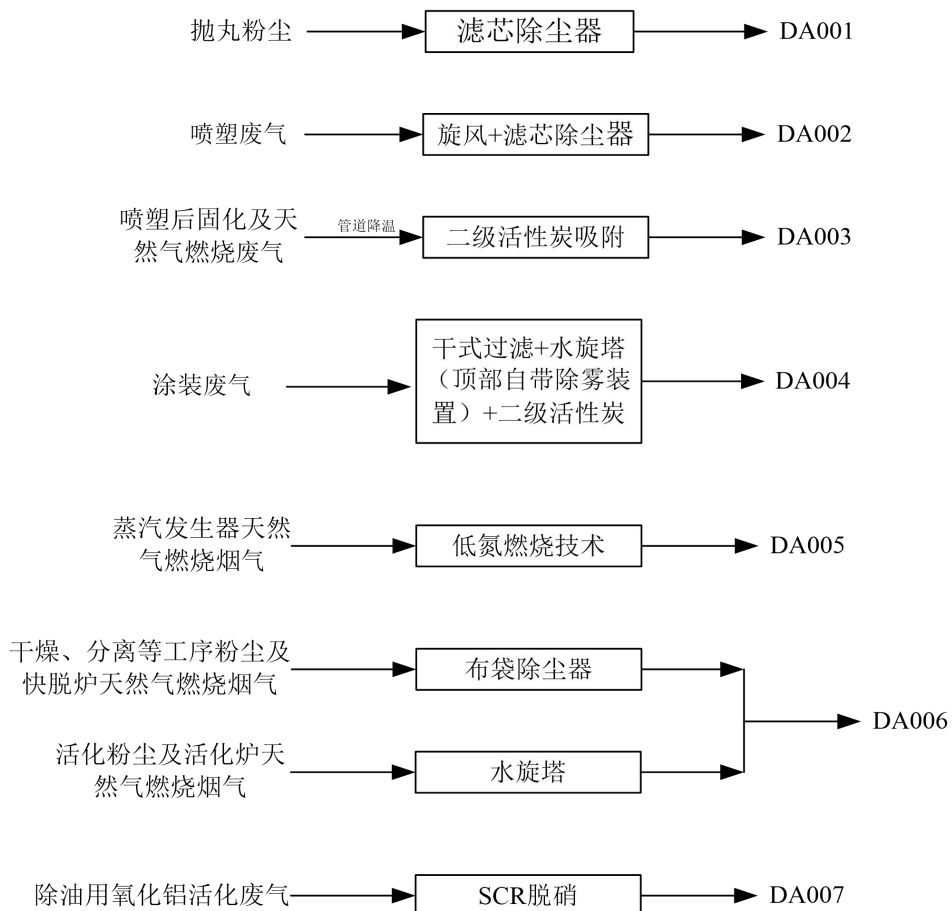 抛丸粉尘
滤芯除尘器
DA001
喷塑废气
旋风+滤芯除尘器
DA002
喷塑后固化及天
然气燃烧废气
管道降温
二级活性炭吸附
DA003
涂装废气
干式过滤+水旋塔
（顶部自带除雾装
置）+二级活性炭
DA004
蒸汽发生器天然
气燃烧烟气
低氮燃烧技术
DA005
干燥、分离等工序粉尘及
快脱炉天然气燃烧烟气
布袋除尘器
活化粉尘及活化炉天
然气燃烧烟气
水旋塔
DA006
除油用氧化铝活化废气
SCR脱硝
DA007